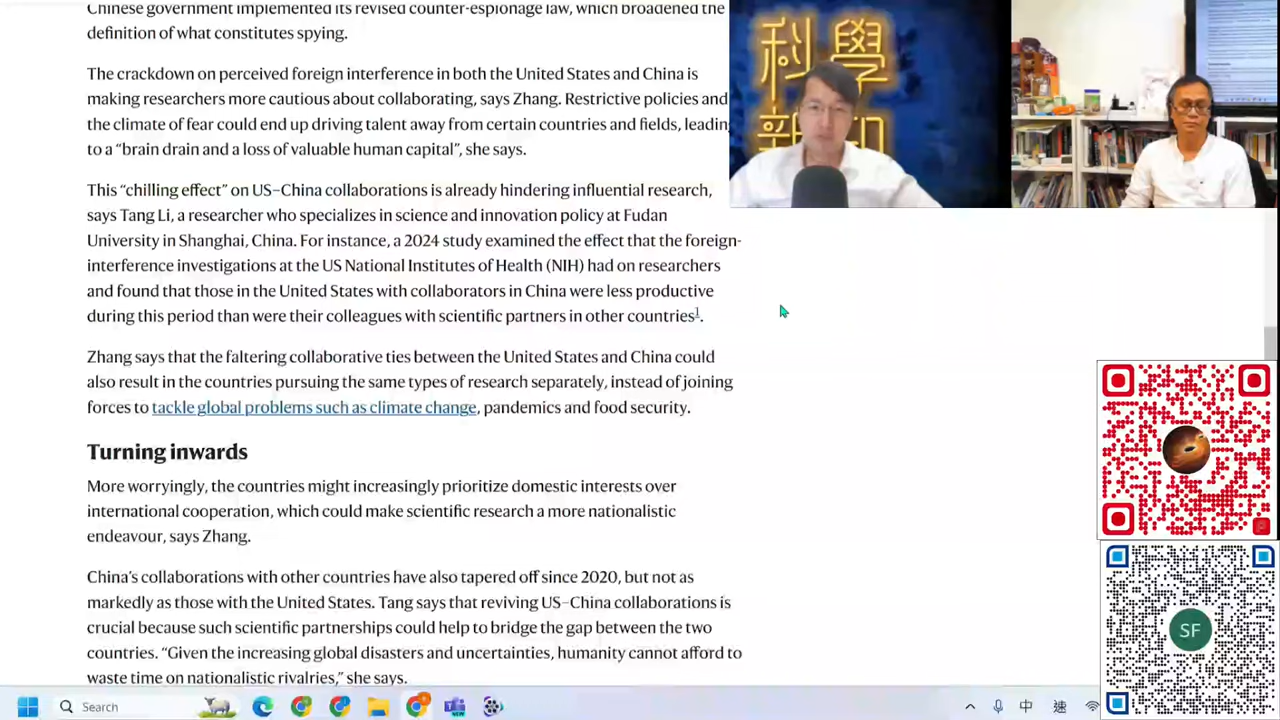 Chinese government implemented its revised counter-espionage law, which broadened the
definition of what constitutes spying.
The crackdown on perceived foreign interference in both the United States and China is
making researchers more cautious about collaborating, says Zhang. Restrictive policies and
the climate of fear could end up driving talent away from certain countries and fields, leading
to a “brain drain and a loss of valuable human capital”, she says.
This “chilling effect” on US–China collaborations is already hindering influential research,
says Tang Li, a researcher who specializes in science and innovation policy at Fudan
University in Shanghai, China. For instance, a 2024 study examined the effect that the foreign-
interference investigations at the US National Institutes of Health (NIH) had on researchers
and found that those in the United States with collaborators in China were less productive
during this period than were their colleagues with scientific partners in other countries1.
Zhang says that the faltering collaborative ties between the United States and China could
also result in the countries pursuing the same types of research separately, instead of joining
forces to tackle global problems such as climate change, pandemics and food security.
Turning inwards
More worryingly, the countries might increasingly prioritize domestic interests over
international cooperation, which could make scientific research a more nationalistic
endeavour, says Zhang.
China’s collaborations with other countries have also tapered off since 2020, but not as
markedly as those with the United States. Tang says that reviving US–China collaborations is
crucial because such scientific partnerships could help to bridge the gap between the two
countries. “Given the increasing global disasters and uncertainties, humanity cannot afford to
waste time on nationalistic rivalries,” she says.
科學
SF
Search
中
速